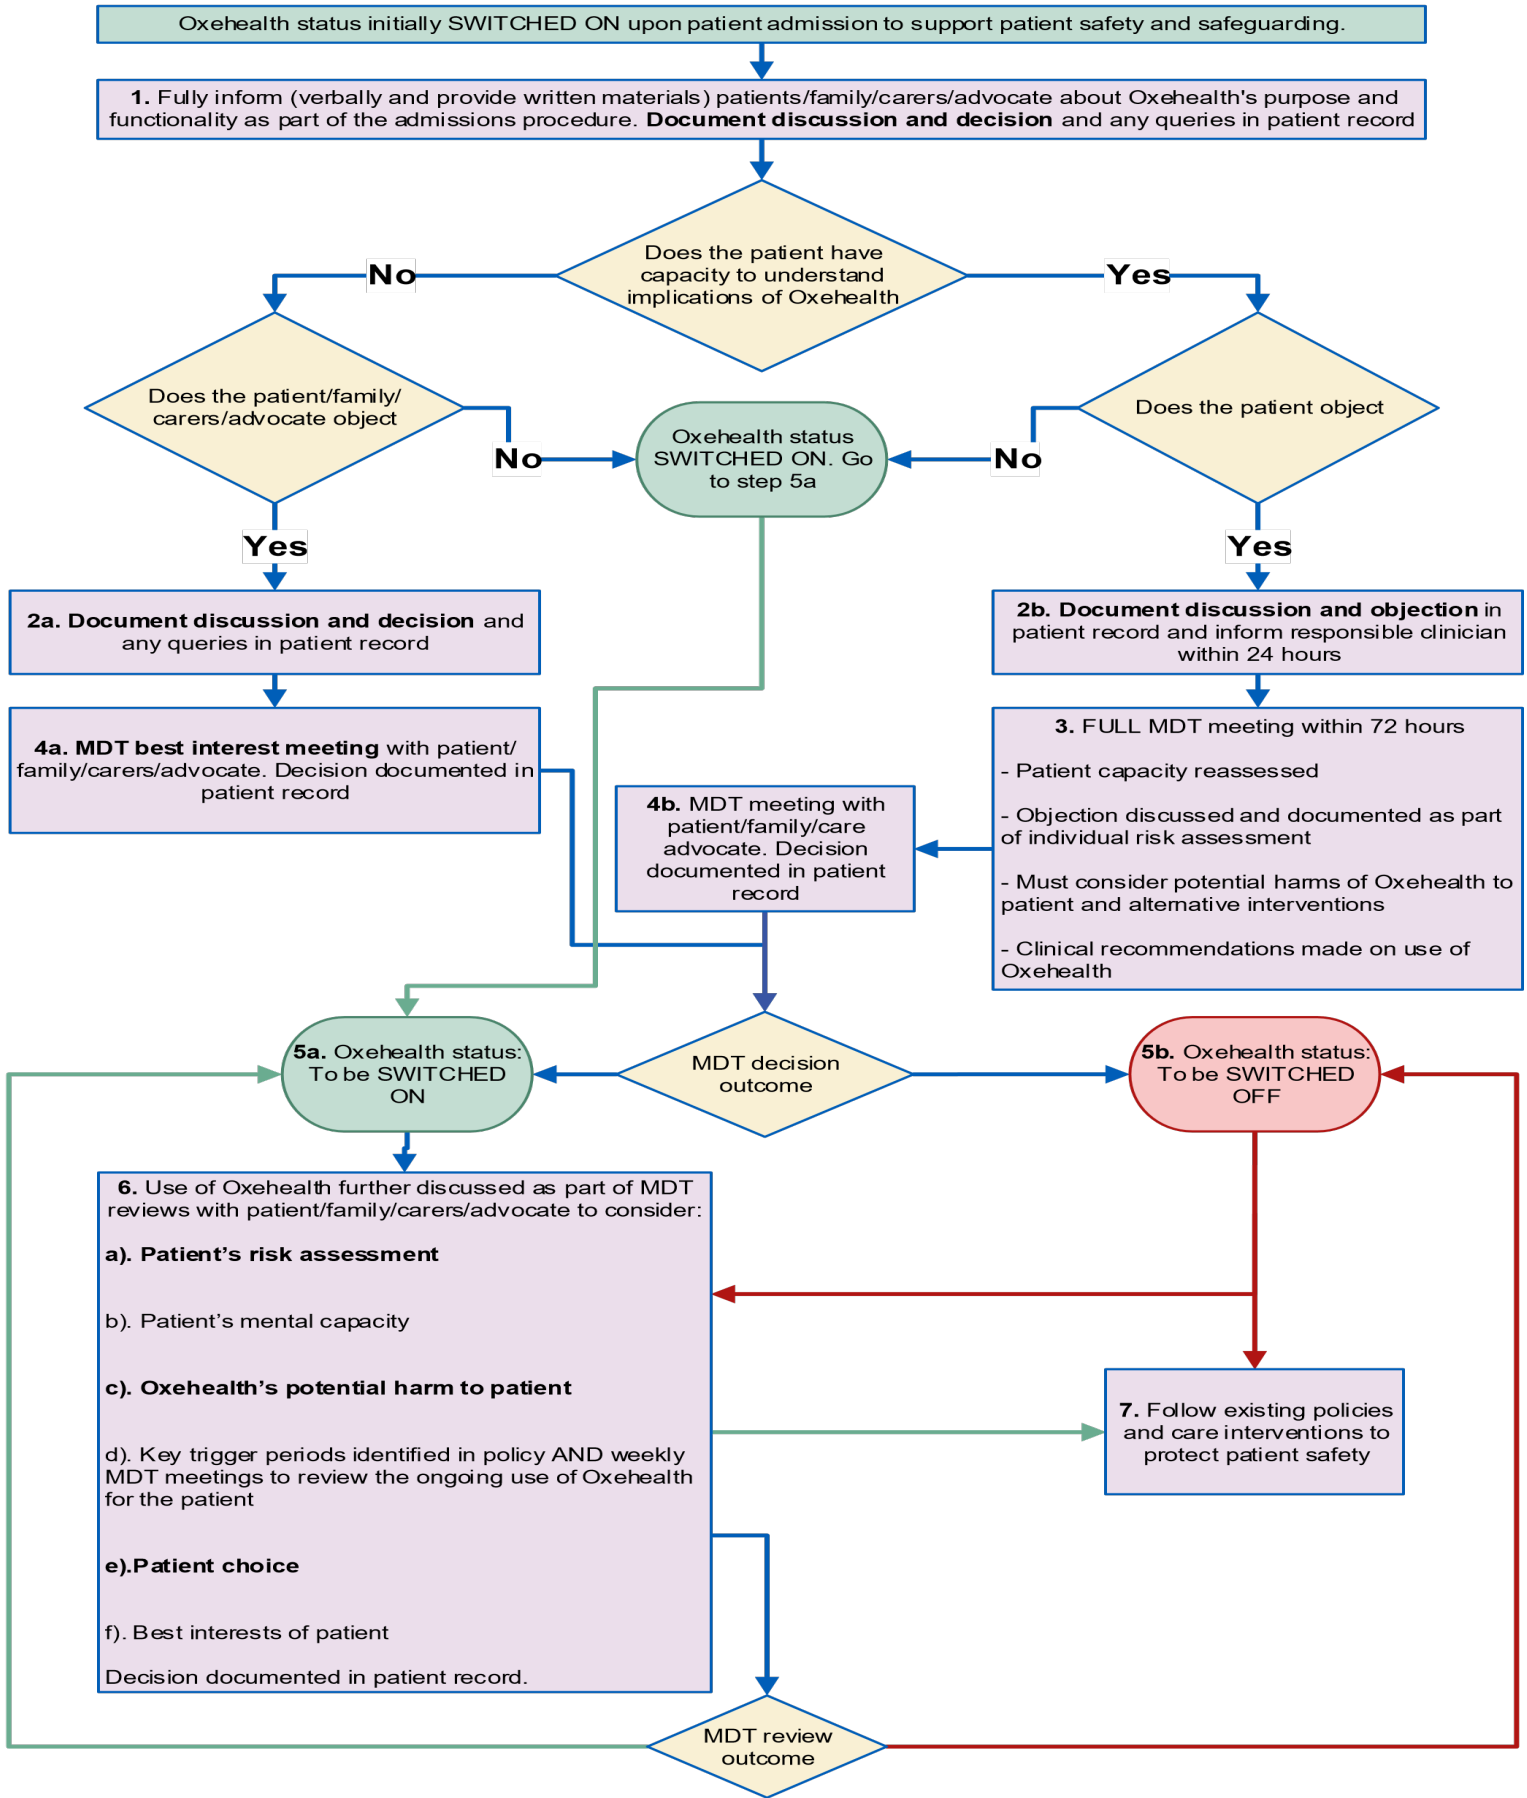 Oxehealth status initially SWITCHED ON upon patient admission to support patient safety and safeguarding.
1. Fully inform (verbally and provide written materials) patients/family/carers/advocate about Oxehealth's purpose and
functionality as part of the admissions procedure. Document discussion and decision and any queries in patient record
Does the patient have
capacity to understand
implications of Oxehealth
No
Yes
Does the patient/family/
carers/advocate object
Does the patient object
No
Oxehealth status
SWITCHED ON. Go
to step 5a
No
Yes
Yes
2a. Document discussion and decision and
any queries in patient record
2b. Document discussion and objection in
patient record and inform responsible clinician
within 24 hours
4a. MDT best interest meeting with patient/
family/carers/advocate. Decision documented in
patient record
3. FULL MDT meeting within 72 hours
- Patient capacity reassessed
- Objection discussed and documented as part
of individual risk assessment
- Must consider potential harms of Oxehealth to
patient and alternative interventions
- Clinical recommendations made on use of
Oxehealth
4b. MDT meeting with
patient/family/care
advocate. Decision
documented in patient
record
5a. Oxehealth status:
To be SWITCHED
ON
MDT decision
outcome
5b. Oxehealth status:
To be SWITCHED
OFF
6. Use of Oxehealth further discussed as part of MDT
reviews with patient/family/carers/advocate to consider:
a). Patient’s risk assessment
b). Patient’s mental capacity
c). Oxehealth’s potential harm to patient
d). Key trigger periods identified in policy AND weekly
MDT meetings to review the ongoing use of Oxehealth
for the patient
e).Patient choice
f). Best interests of patient
Decision documented in patient record.
7. Follow existing policies
and care interventions to
protect patient safety
MDT review
outcome